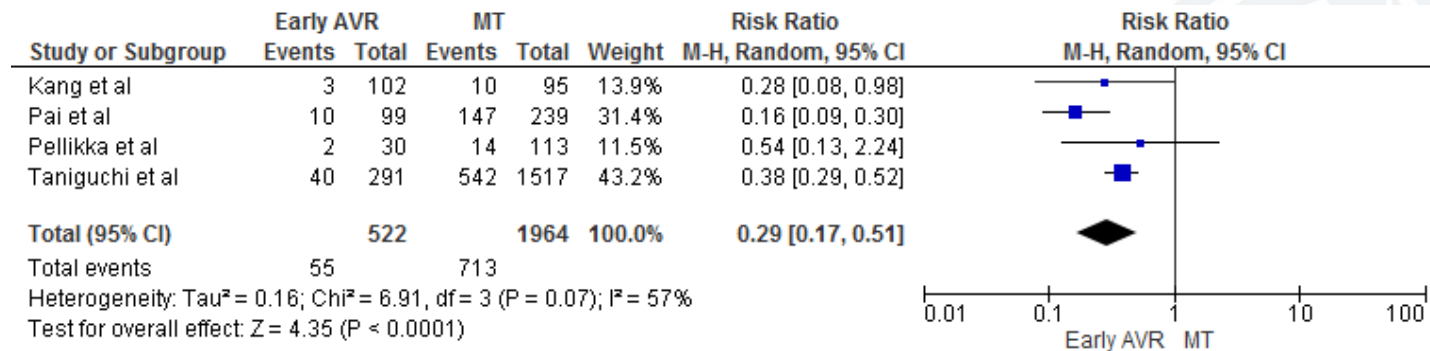 Early AVR MT Risk Ratio Risk Ratio
Study or Subgroup Events Total Events Total Weight M-H, Random, 95% CI M-H, Random, 95% CI
Kang et al 3 102 10 95 13.9% 0.28 [0.08, 0.98]
Pai et al 10 99 147 239 31.4% 0.16 [0.09, 0.30]
Pellikka et al 2 30 14 113 11.5% 0.54 [0.13, 2.24]
Taniguchi et al 40 291 542 1517 43.2% 0.38 [0.29, 0.52]
Total (95% CI) 522 1964 100.0% 0.29 [0.17, 0.51]
Total events 55 713
Heterogeneity: Tau² = 0.16; Chi² = 6.91, df = 3 (P = 0.07); I² = 57%
Test for overall effect: Z = 4.35 (P < 0.0001)
0.01 0.1 1 10 100
Early AVR MT